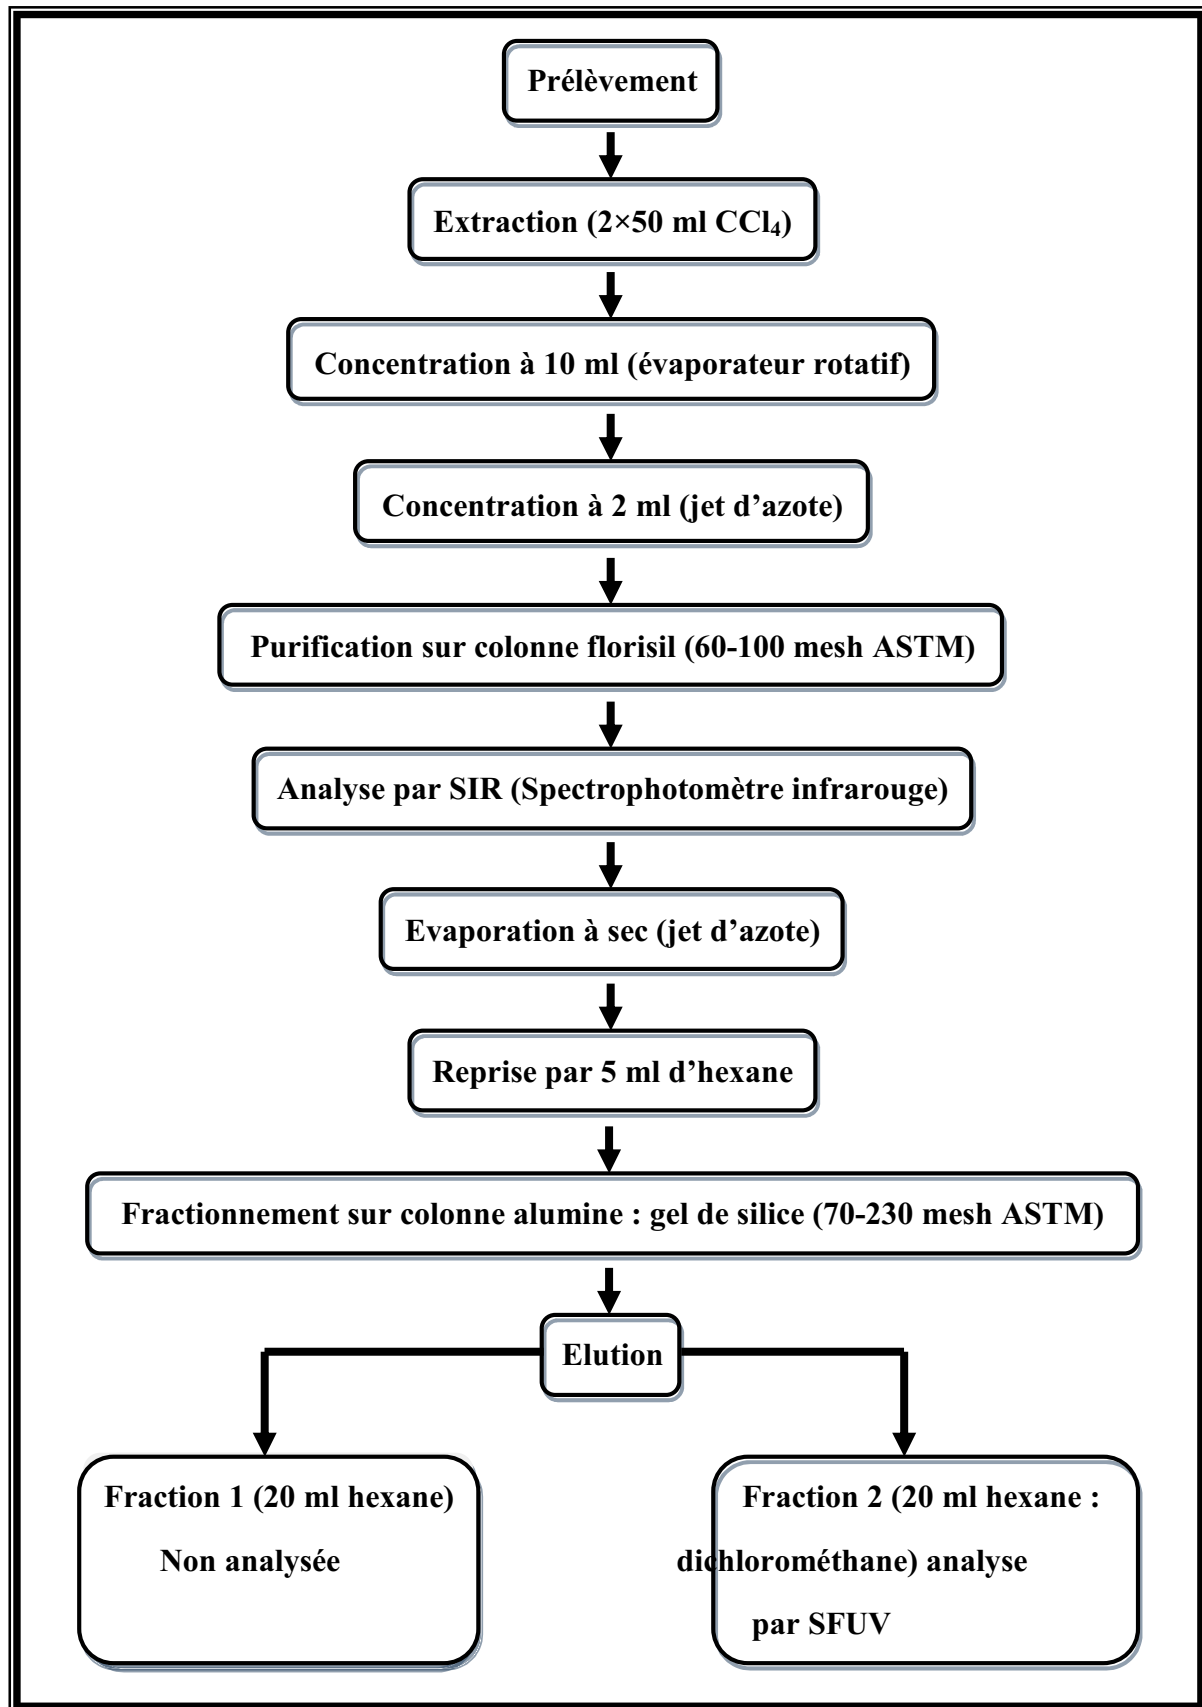 Prélèvement
Extraction (2×50 ml CCl₄)
Concentration à 10 ml (évaporateur rotatif)
Concentration à 2 ml (jet d’azote)
Purification sur colonne florisil (60-100 mesh ASTM)
Analyse par SIR (Spectrophotomètre infrarouge)
Evaporation à sec (jet d’azote)
Reprise par 5 ml d’hexane
Fractionnement sur colonne alumine : gel de silice (70-230 mesh ASTM)
Elution
Fraction 1 (20 ml hexane)
Non analysée
Fraction 2 (20 ml hexane :
dichlorométhane) analyse
par SFUV